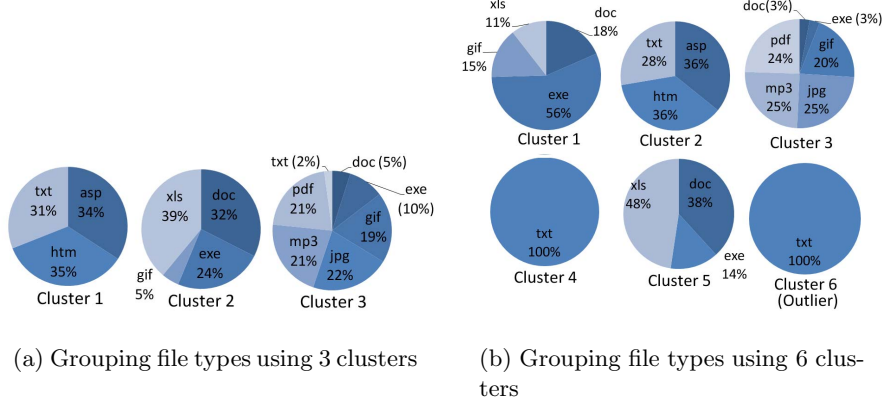 txt
31%
asp
34%
htm
35%
Cluster 1
xls
39%
doc
32%
gif
5%
exe
24%
Cluster 2
txt (2%)
doc (5%)
exe
(10%)
pdf
21%
gif
19%
mp3
21%
jpg
22%
Cluster 3
(a) Grouping file types using 3 clusters
xls
11%
doc
18%
gif
15%
exe
56%
Cluster 1
txt
28%
asp
36%
htm
36%
Cluster 2
doc(3%)
exe (3%)
pdf
24%
gif
20%
mp3
25%
jpg
25%
Cluster 3
txt
100%
Cluster 4
xls
48%
doc
38%
exe
14%
Cluster 5
txt
100%
Cluster 6
(Outlier)
(b) Grouping file types using 6 clus-
ters